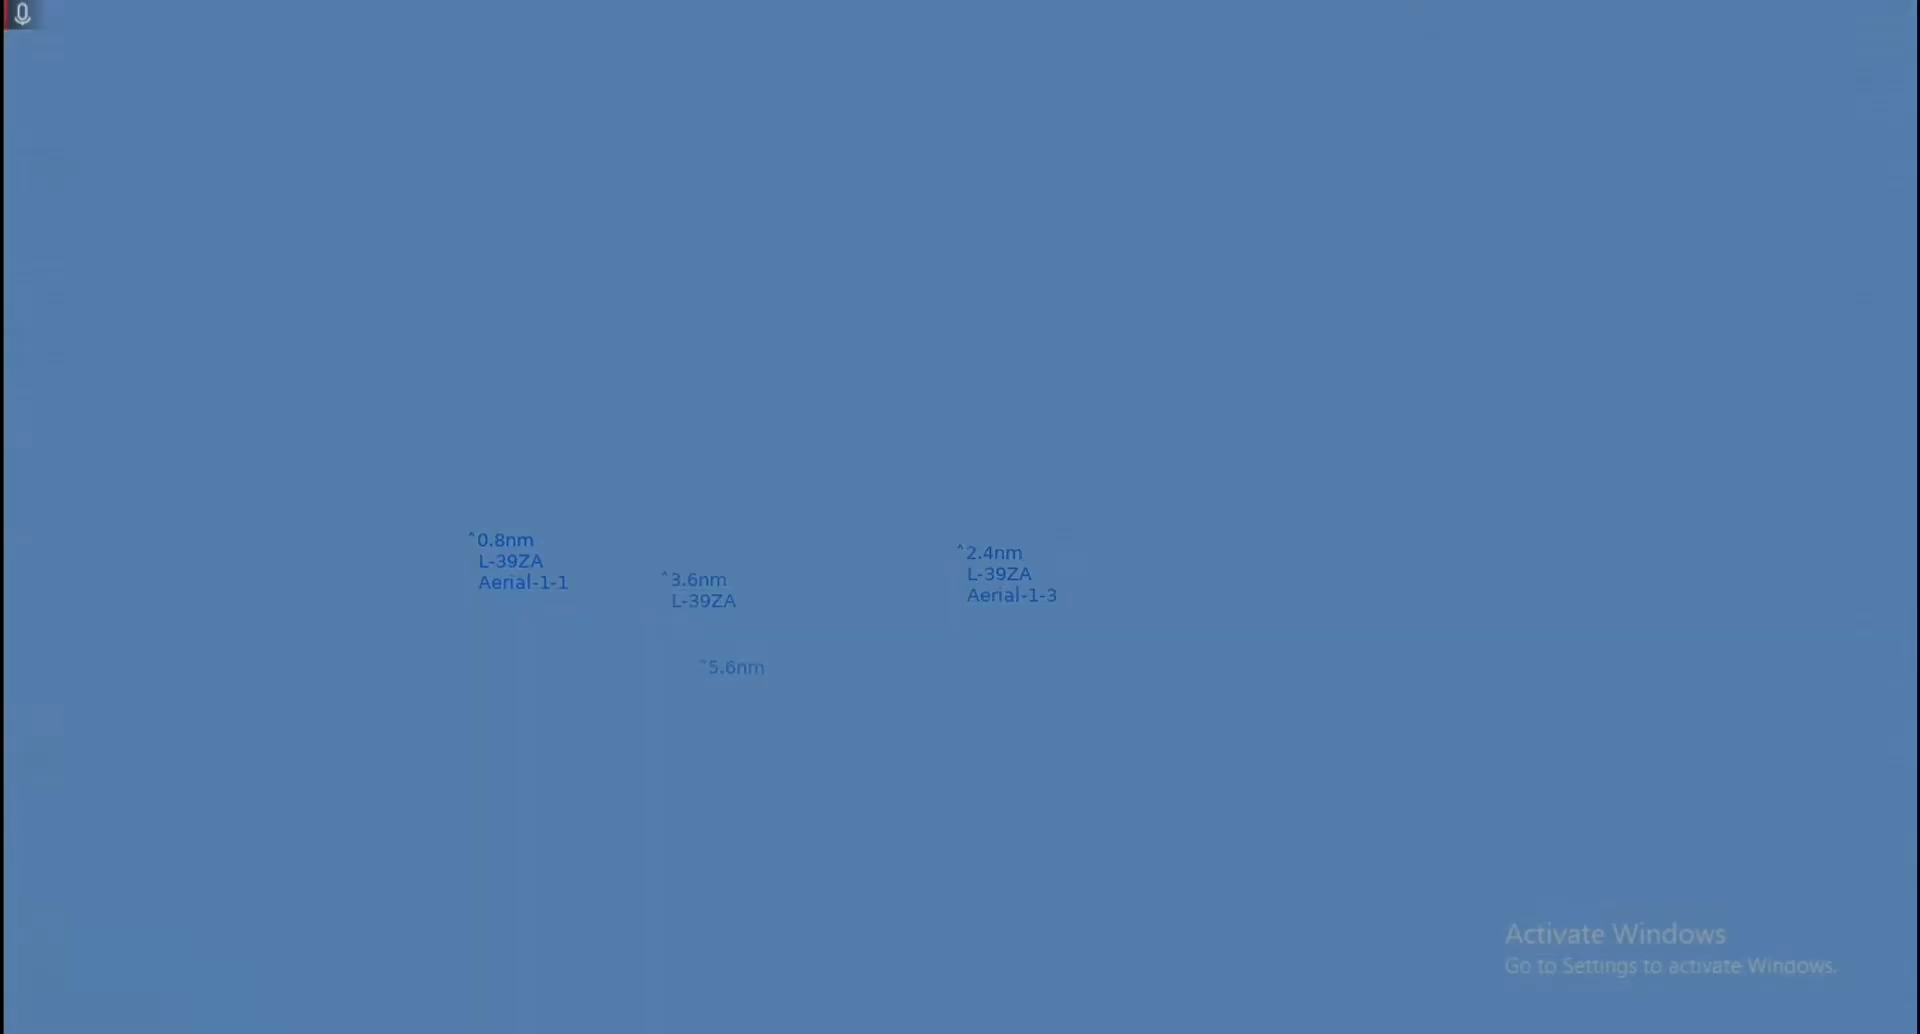 ^0.8nm
L-39ZA
Aerial-1-1
^3.6nm
L-39ZA
^2.4nm
L-39ZA
Aerial-1-3
^5.6nm
Activate Windows
Go to Settings to activate Windows.